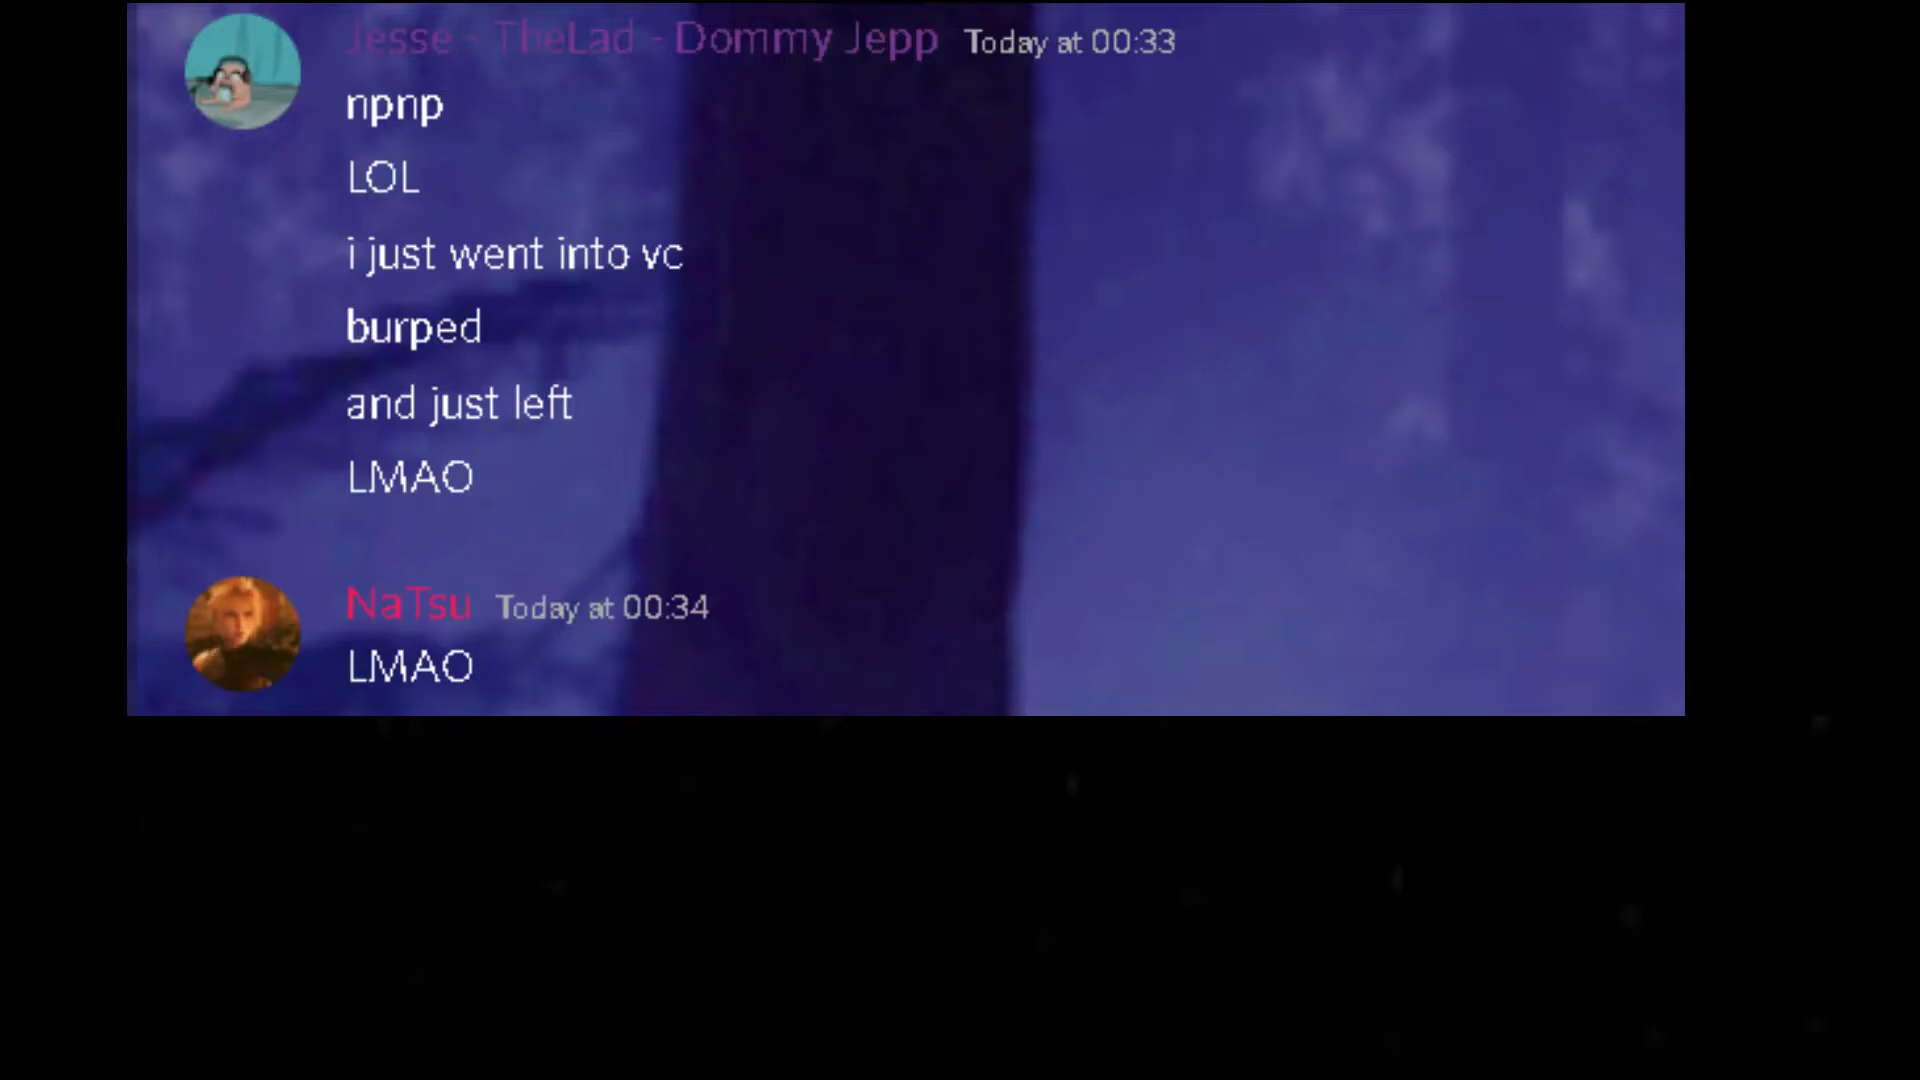 Jesse - TheLad - Dommy Jepp Today at 00:33
npnp
LOL
i just went into vc
burped
and just left
LMAO
NaTsu Today at 00:34
LMAO